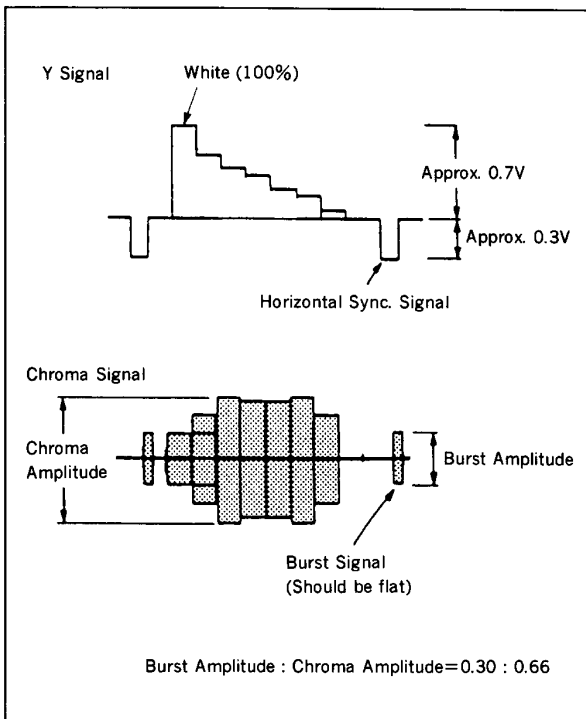 Y Signal
White (100%)
Approx. 0.7V
Approx. 0.3V
Horizontal Sync. Signal
Chroma Signal
Chroma
Amplitude
Burst Amplitude
Burst Signal
(Should be flat)
Burst Amplitude : Chroma Amplitude=0.30 : 0.66